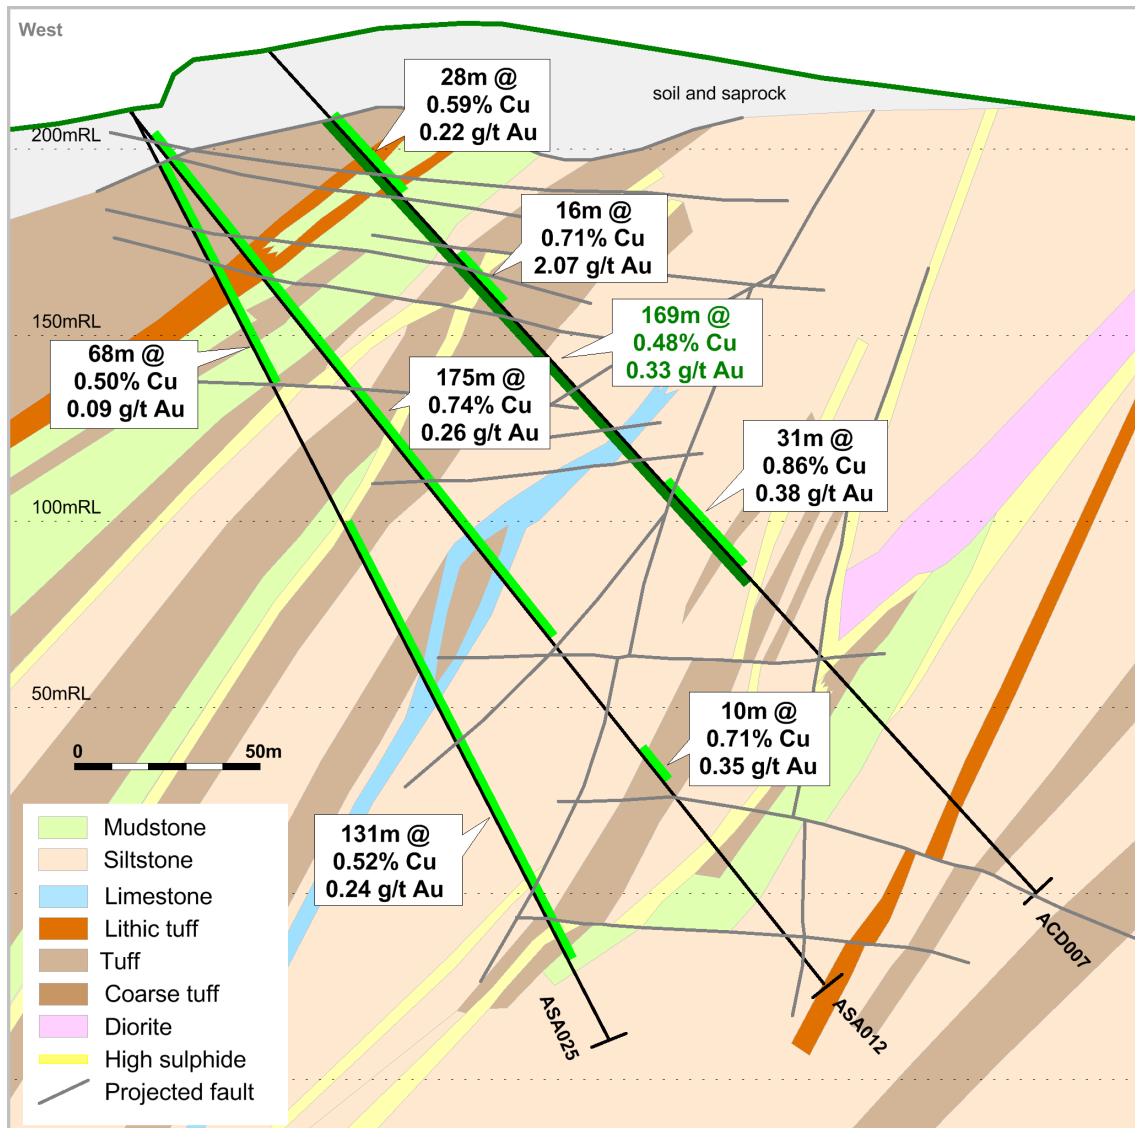 West
28m @
0.59% Cu
0.22 g/t Au
soil and saprock
200mRL
16m @
0.71% Cu
2.07 g/t Au
169m @
0.48% Cu
0.33 g/t Au
150mRL
68m @
0.50% Cu
0.09 g/t Au
175m @
0.74% Cu
0.26 g/t Au
31m @
0.86% Cu
0.38 g/t Au
100mRL
50mRL
10m @
0.71% Cu
0.35 g/t Au
0 50m
131m @
0.52% Cu
0.24 g/t Au
Mudstone
Siltstone
Limestone
Lithic tuff
Tuff
Coarse tuff
Diorite
High sulphide
Projected fault
ASA025
ASA012
ACD007